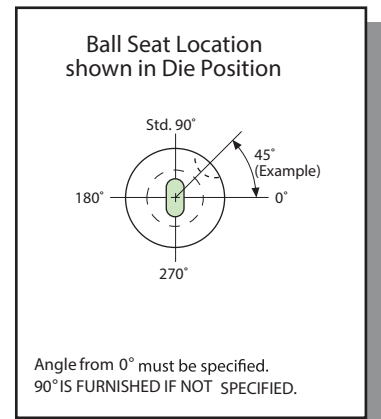 Ball Seat Location
shown in Die Position
Std. 90°
45°
(Example)
180°
0°
270°
Angle from 0° must be specified.
90° IS FURNISHED IF NOT SPECIFIED.